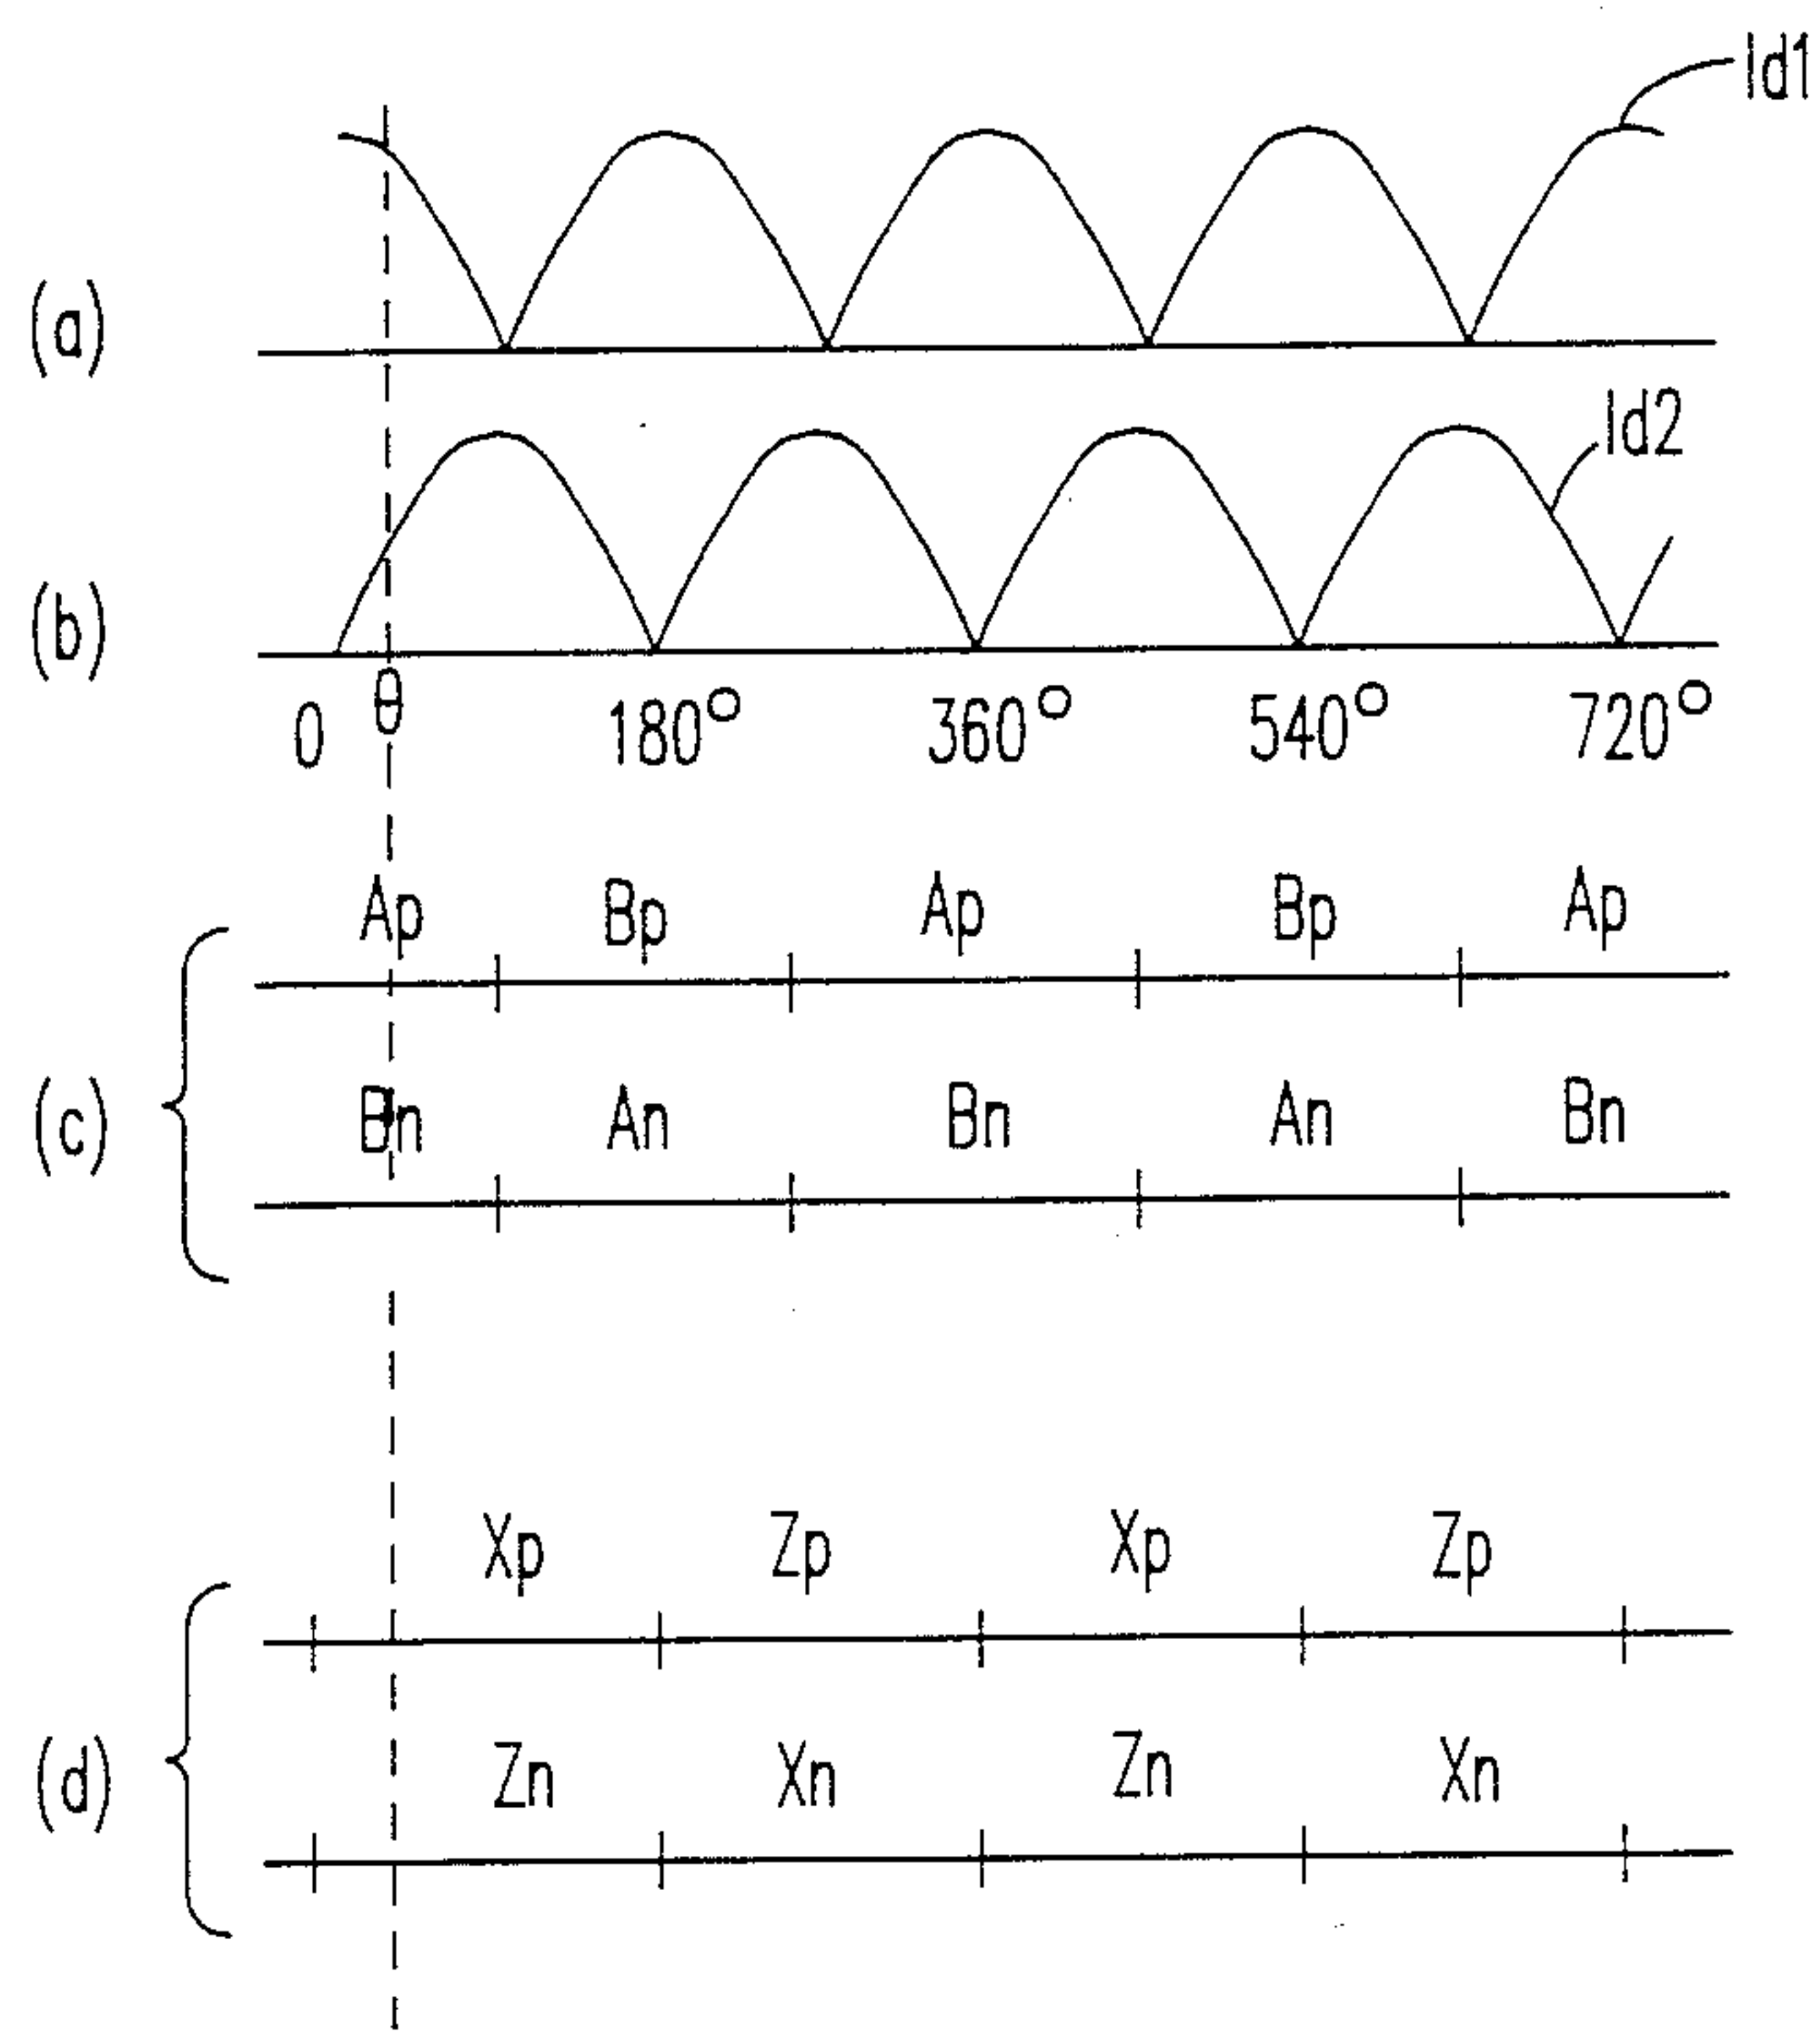 Id1
(a)
Id2
(b)
0 θ 180° 360° 540° 720°
Ap Bp Ap Bp Ap
(c)
Bn An Bn An Bn
Xp Zp Xp Zp
(d)
Zn Xn Zn Xn